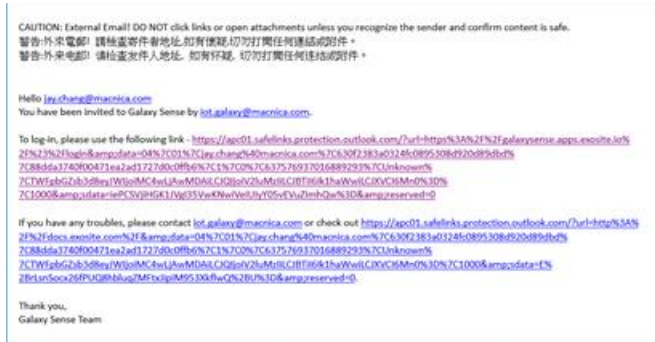 CAUTION: External Email! DO NOT click links or open attachments unless you recognize the sender and confirm content is safe.
警告:外來電郵! 請檢查寄件者地址,如有懷疑,切勿打開任何連結或附件。
警告:外来电邮! 请检查发件人地址, 如有怀疑, 切勿打开任何连结或附件。
Hello jay.chang@macnica.com
You have been invited to Galaxy Sense by iot.galaxy@macnica.com.
To log-in, please use the following link - https://apc01.safelinks.protection.outlook.com/?url=https%3A%2F%2Fgalaxysense.apps.exosite.io%
2F%23%2Flogin&amp;data=04%7C01%7Cjay.chang%40macnica.com%7C630f2383a0324fc0895308d920d89dbd%
7C88dda3740f00471ea2ad1727d0c0ffb6%7C1%7C0%7C637576937016889293%7CUnknown%
7C1000&amp;sdata=
&amp;reserved=0
If you have any troubles, please contact iot.galaxy@macnica.com or check out https://apc01.safelinks.protection.outlook.com/?url=http%3A%
2F%2Fdocs.exosite.com%2F&amp;data=04%7C01%7Cjay.chang%40macnica.com%7C630f2383a0324fc0895308d920d89dbd%
7C88dda3740f00471ea2ad1727d0c0ffb6%7C1%7C0%7C637576937016889293%7CUnknown%
7C1000&amp;sdata=E%
&amp;reserved=0.
Thank you,
Galaxy Sense Team